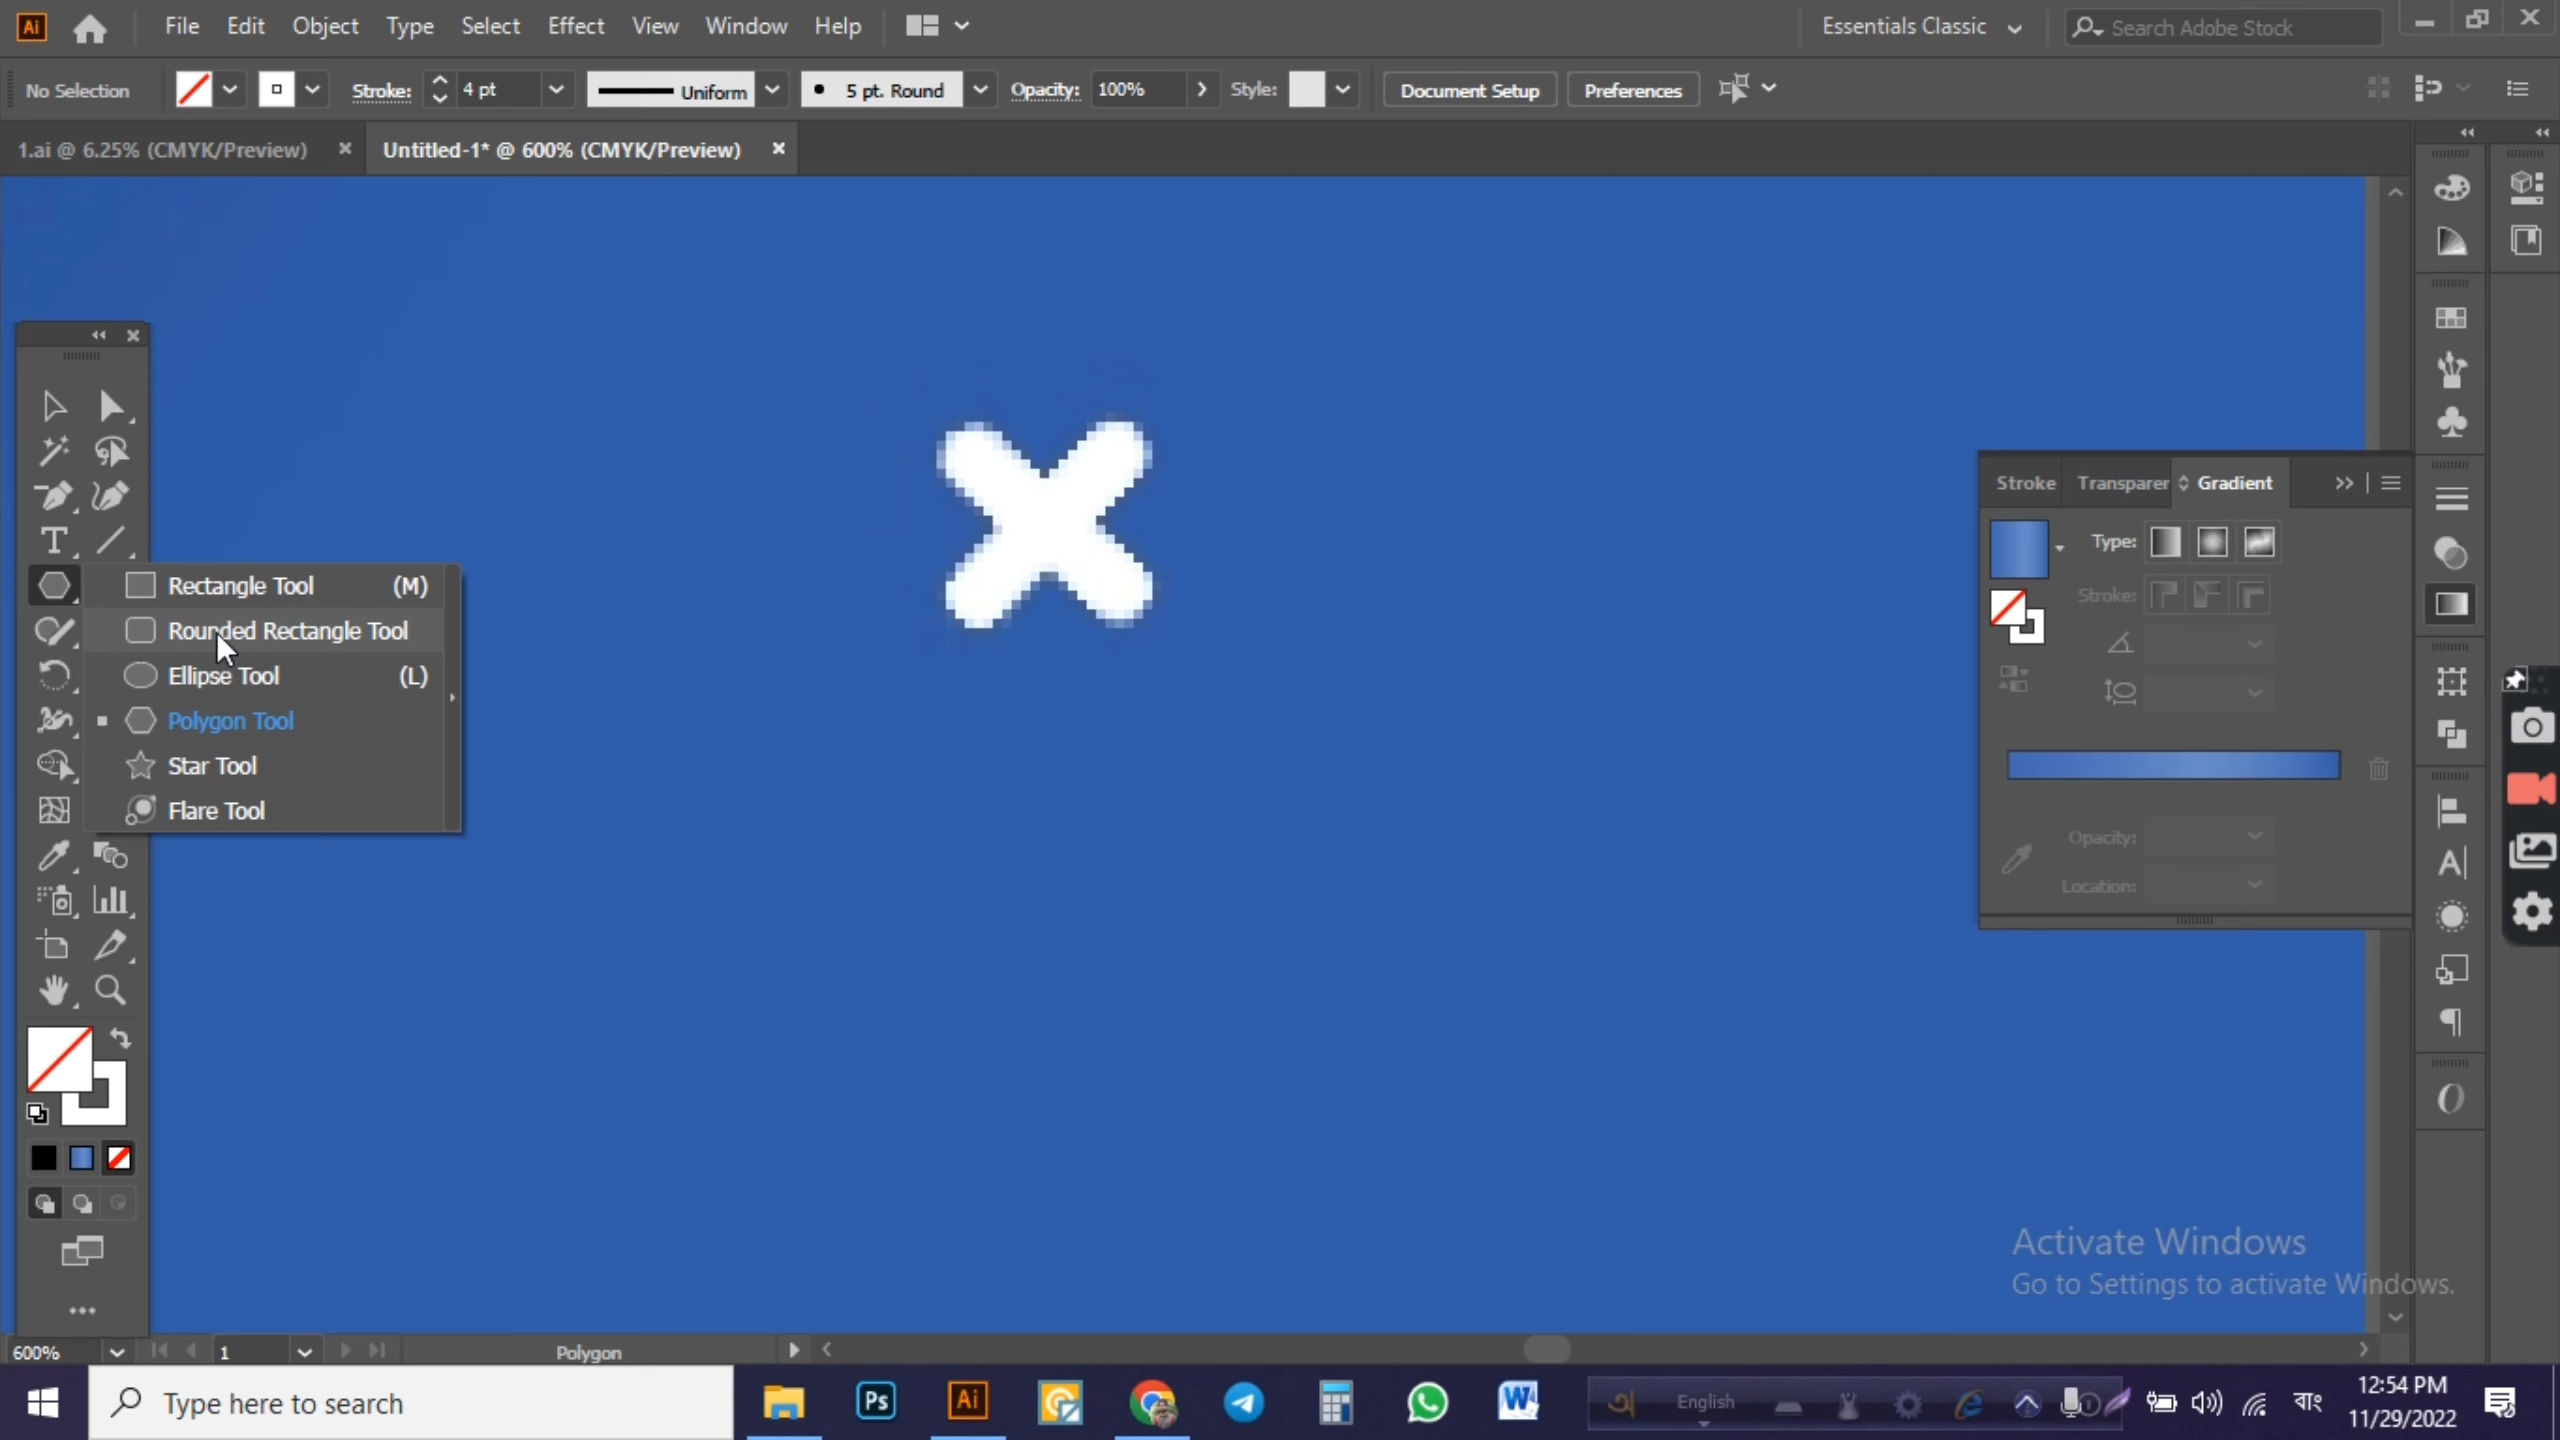 Ai File Edit Object Type Select Effect View Window Help Essentials Classic Search Adobe Stock
No Selection Stroke: 4 pt Uniform 5 pt. Round Opacity: 100% Style: Document Setup Preferences
1.ai @ 6.25% (CMYK/Preview) Untitled-1* @ 600% (CMYK/Preview)
Rectangle Tool (M)
Rounded Rectangle Tool
Ellipse Tool (L)
Polygon Tool
Star Tool
Flare Tool
Stroke Transparer Gradient
Type:
Stroke:
Opacity:
Location:
Activate Windows
Go to Settings to activate Windows.
600% 1 Polygon
Type here to search Ps Ai English বাং 12:54 PM
11/29/2022